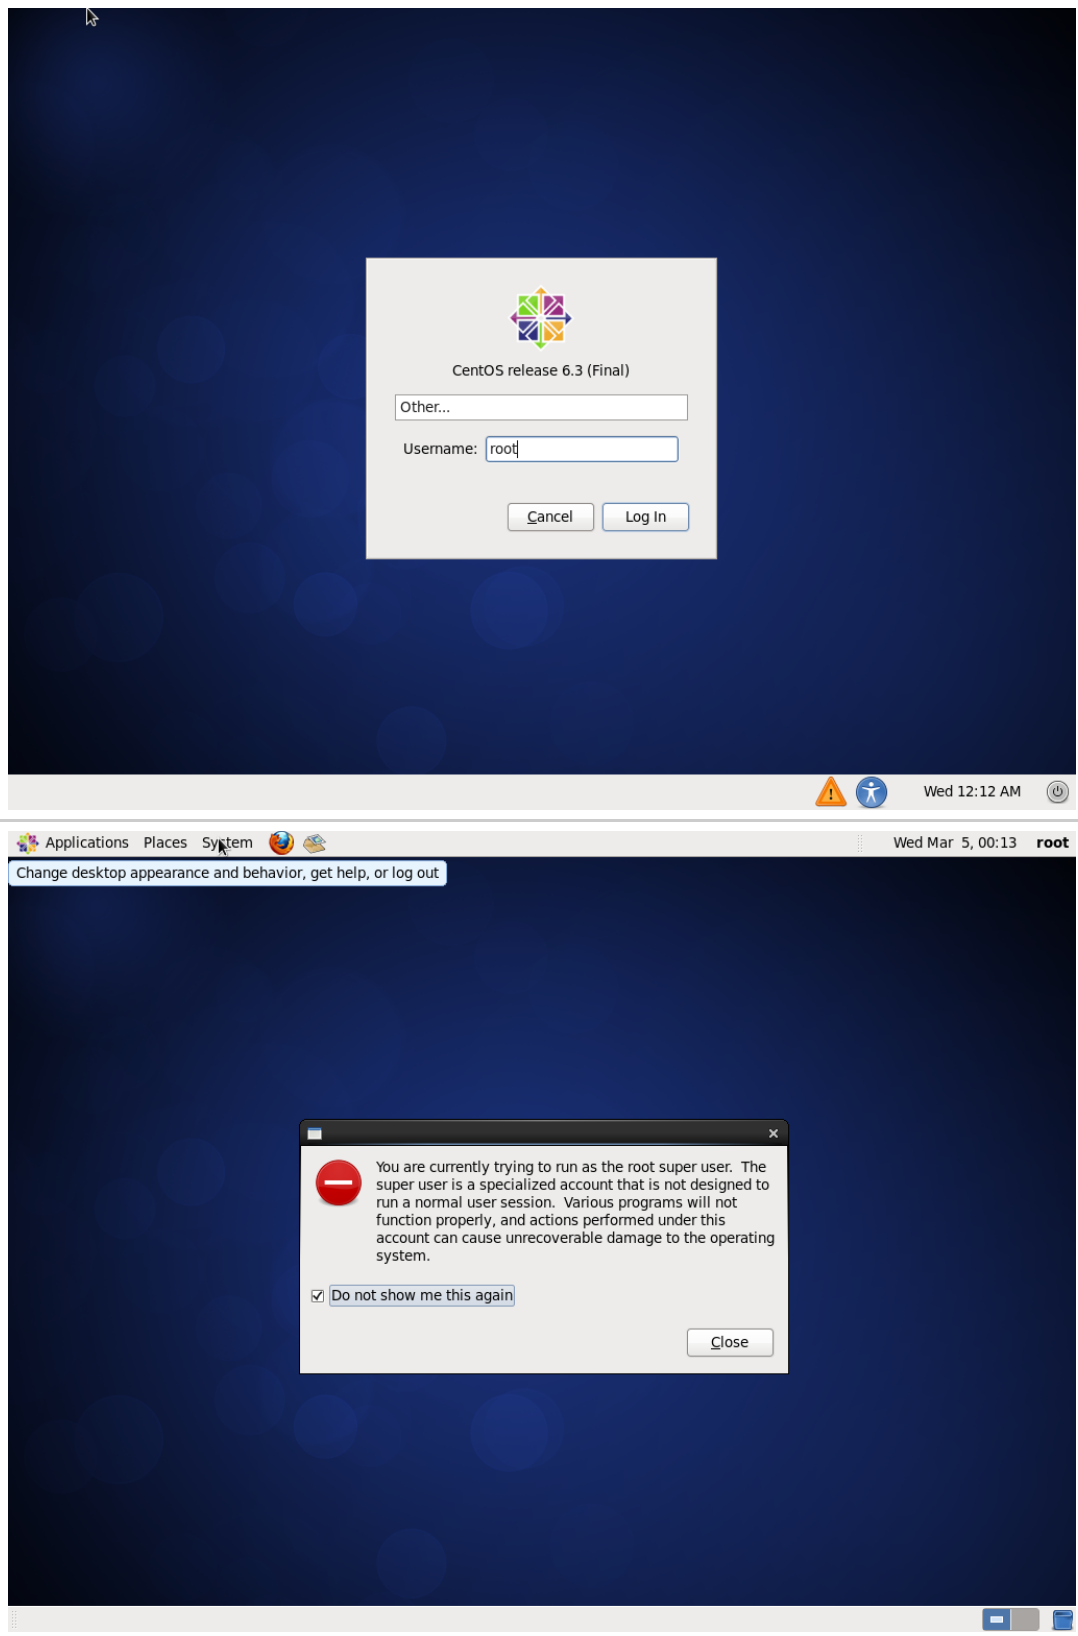 CentOS release 6.3 (Final)
Other...
Username: root
Cancel Log In
Wed 12:12 AM
Applications Places System Wed Mar 5, 00:13 root
Change desktop appearance and behavior, get help, or log out
You are currently trying to run as the root super user. The
super user is a specialized account that is not designed to
run a normal user session. Various programs will not
function properly, and actions performed under this
account can cause unrecoverable damage to the operating
system.
Do not show me this again
Close